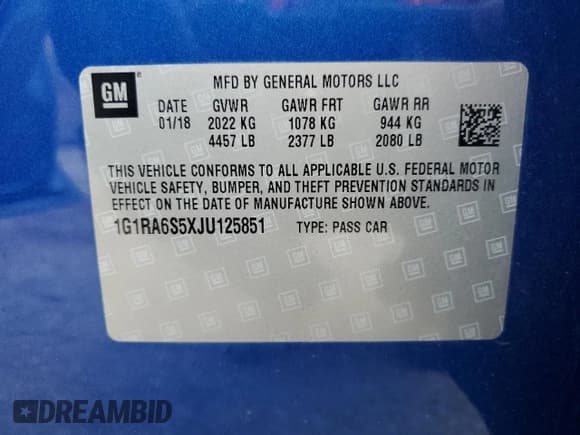 GM
MFD BY GENERAL MOTORS LLC
DATE GVWR GAWR FRT GAWR RR
01/18 2022 KG 1078 KG 944 KG
4457 LB 2377 LB 2080 LB
THIS VEHICLE CONFORMS TO ALL APPLICABLE U.S. FEDERAL MOTOR
VEHICLE SAFETY, BUMPER, AND THEFT PREVENTION STANDARDS IN
EFFECT ON THE DATE OF MANUFACTURE SHOWN ABOVE.
1G1RA6S5XJU125851 TYPE: PASS CAR
DREAMBID